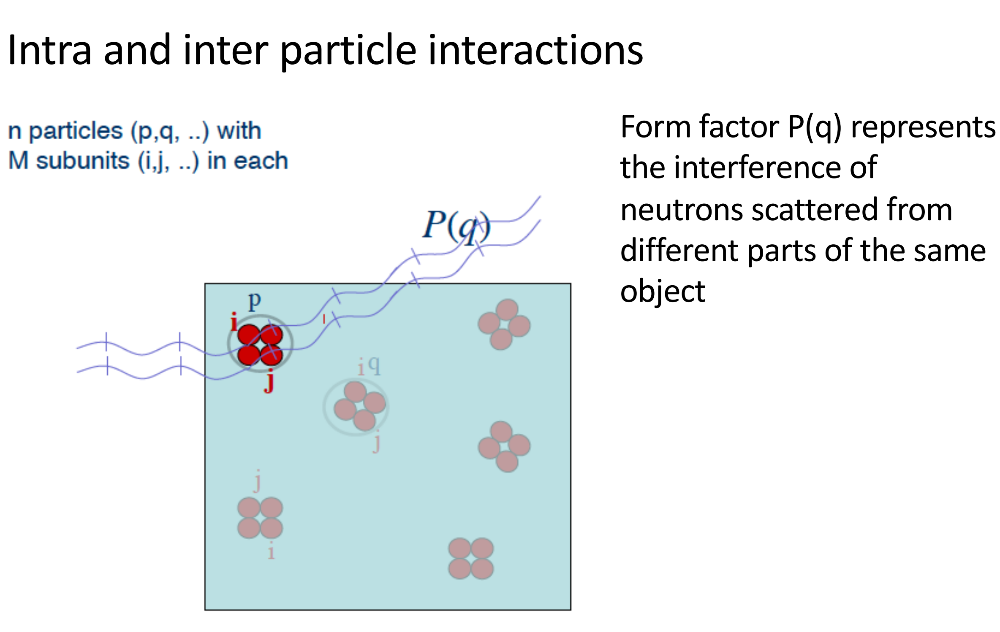 Intra and inter particle interactions
n particles (p,q, ..) with
M subunits (i,j, ..) in each
Form factor P(q) represents
the interference of
neutrons scattered from
different parts of the same
object
P(q)
p
i
j
i q
j
j
i